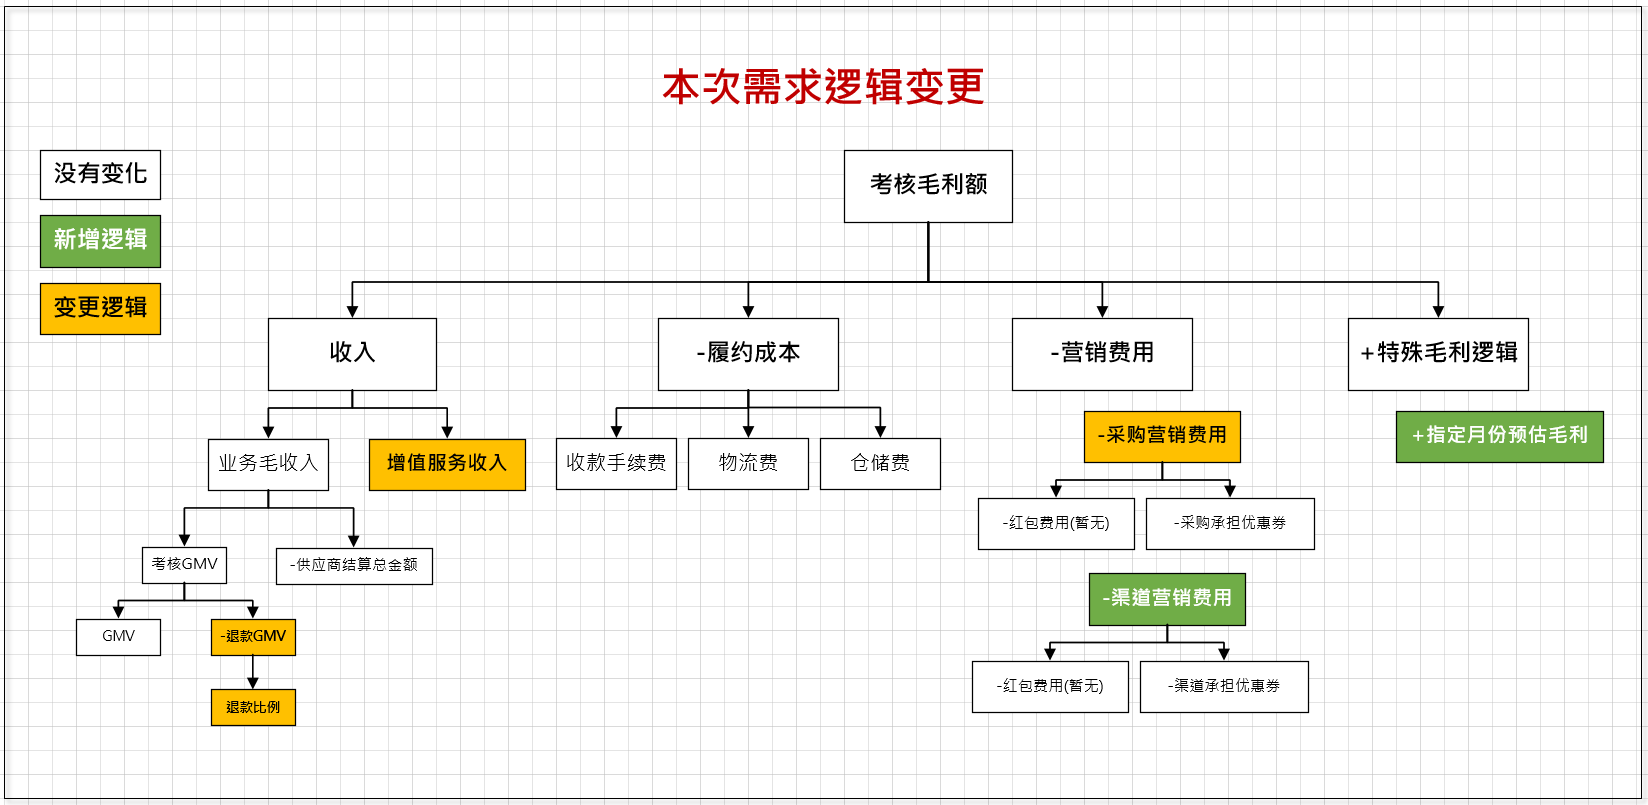 本次需求逻辑变更
没有变化
新增逻辑
变更逻辑
考核毛利额
收入
-履约成本
-营销费用
+特殊毛利逻辑
业务毛收入
增值服务收入
收款手续费
物流费
仓储费
-采购营销费用
+指定月份预估毛利
-红包费用(暂无)
-采购承担优惠券
考核GMV
-供应商结算总金额
-渠道营销费用
GMV
-退款GMV
-红包费用(暂无)
-渠道承担优惠券
退款比例